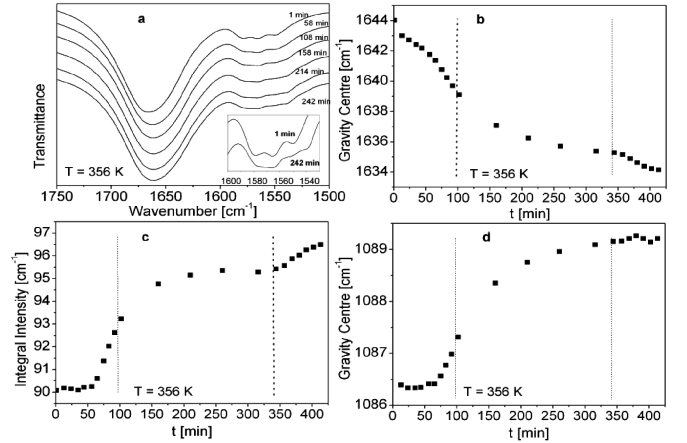 a
1 min
58 min
108 min
158 min
214 min
242 min
1 min
242 min
1600 1580 1560 1540
T = 356 K
Transmittance
1750 1700 1650 1600 1550 1500
Wavenumber [cm-1]
b
1644
1642
1640
1636
1634
Gravity Centre [cm-1]
T = 356 K
0 50 100 150 200 250 300 350 400
t [min]
c
97
96
95
94
93
92
91
90
Integral Intensity [cm-1]
T = 356 K
0 50 100 150 200 250 300 350 400
t [min]
d
1089
1088
1087
1086
Gravity Centre [cm-1]
T = 356 K
0 50 100 150 200 250 300 350 400
t [min]